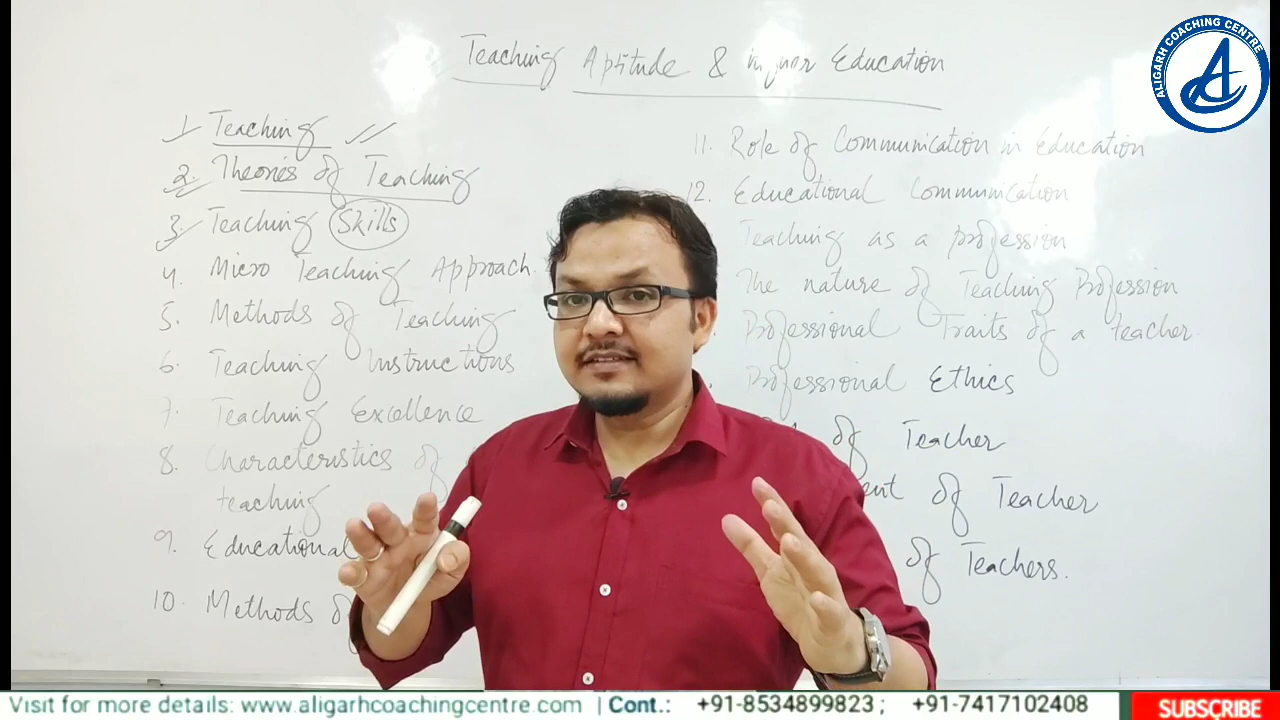 Teaching Aptitude & Education
1. Teaching
2. Theories of Teaching
3. Teaching Skills
4. Micro Teaching Approach.
5. Methods of Teaching
6. Teaching Instructions
7. Teaching Excellence
8. Characteristics of
teaching
9. Educational
10. Methods of
11. Role of Communication in Education
12. Educational Communication
Teaching as a profession
The nature of Teaching Profession
Professional Traits of a teacher.
Professional Ethics
of Teacher
of Teacher
of Teachers.
ALIGARH COACHING CENTRE
Visit for more details: www.aligarhcoachingcentre.com | Cont.: +91-8534899823 ; +91-7417102408
SUBSCRIBE